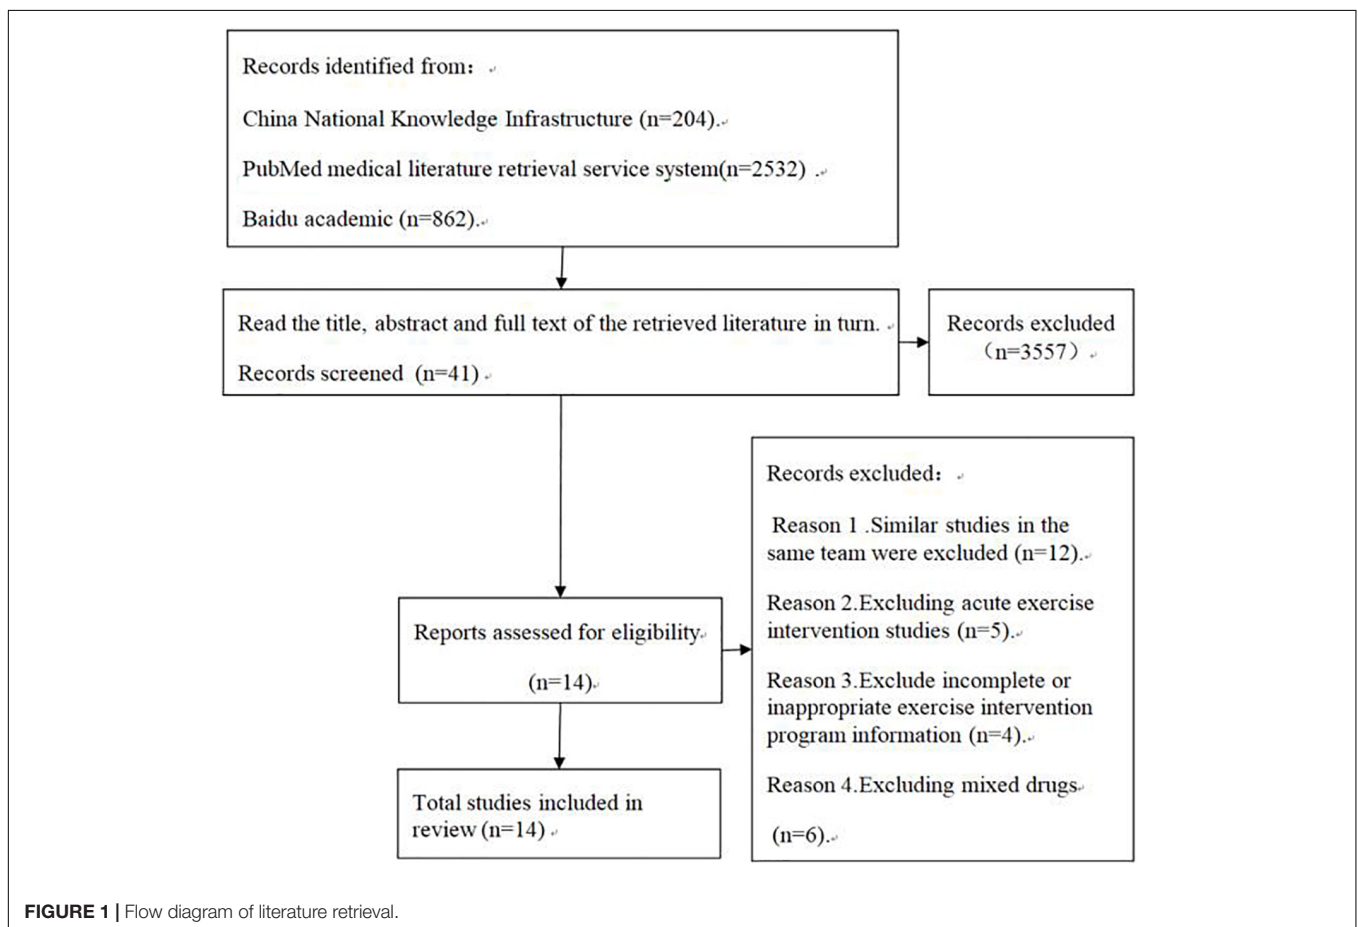 Records identified from：
China National Knowledge Infrastructure (n=204).
PubMed medical literature retrieval service system(n=2532) .
Baidu academic (n=862).
Read the title, abstract and full text of the retrieved literature in turn.
Records screened (n=41)
Records excluded
（n=3557）
Records excluded：
Reason 1 .Similar studies in the
same team were excluded (n=12).
Reason 2.Excluding acute exercise
intervention studies (n=5).
Reason 3.Exclude incomplete or
inappropriate exercise intervention
program information (n=4).
Reason 4.Excluding mixed drugs
(n=6).
Reports assessed for eligibility
(n=14)
Total studies included in
review (n=14)
FIGURE 1 | Flow diagram of literature retrieval.